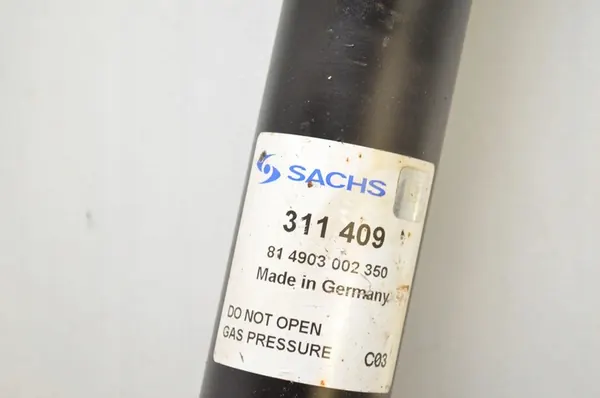 SACHS
311 409
81 4903 002 350
Made in Germany
DO NOT OPEN
GAS PRESSURE C03